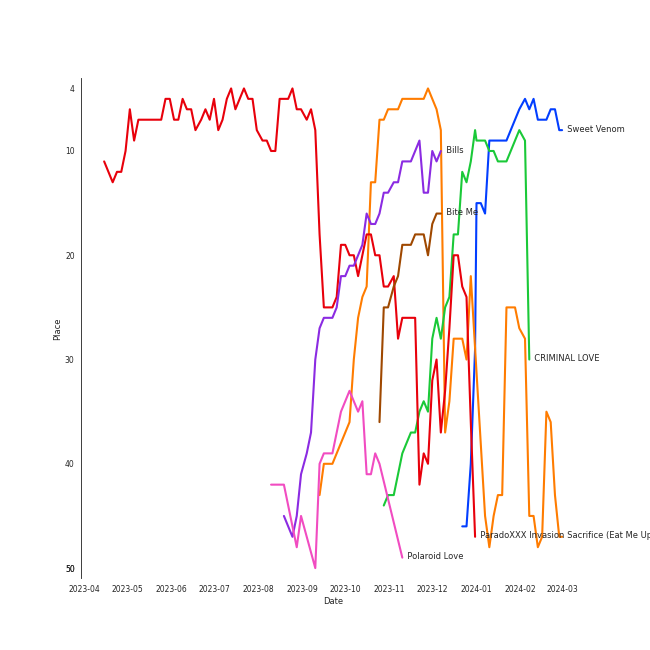 4
10
20
30
40
50
Place
Sweet Venom
Bills
Bite Me
CRIMINAL LOVE
ParadoXXX Invasion Sacrifice (Eat Me Up
Polaroid Love
2023-04 2023-05 2023-06 2023-07 2023-08 2023-09 2023-10 2023-11 2023-12 2024-01 2024-02 2024-03
Date